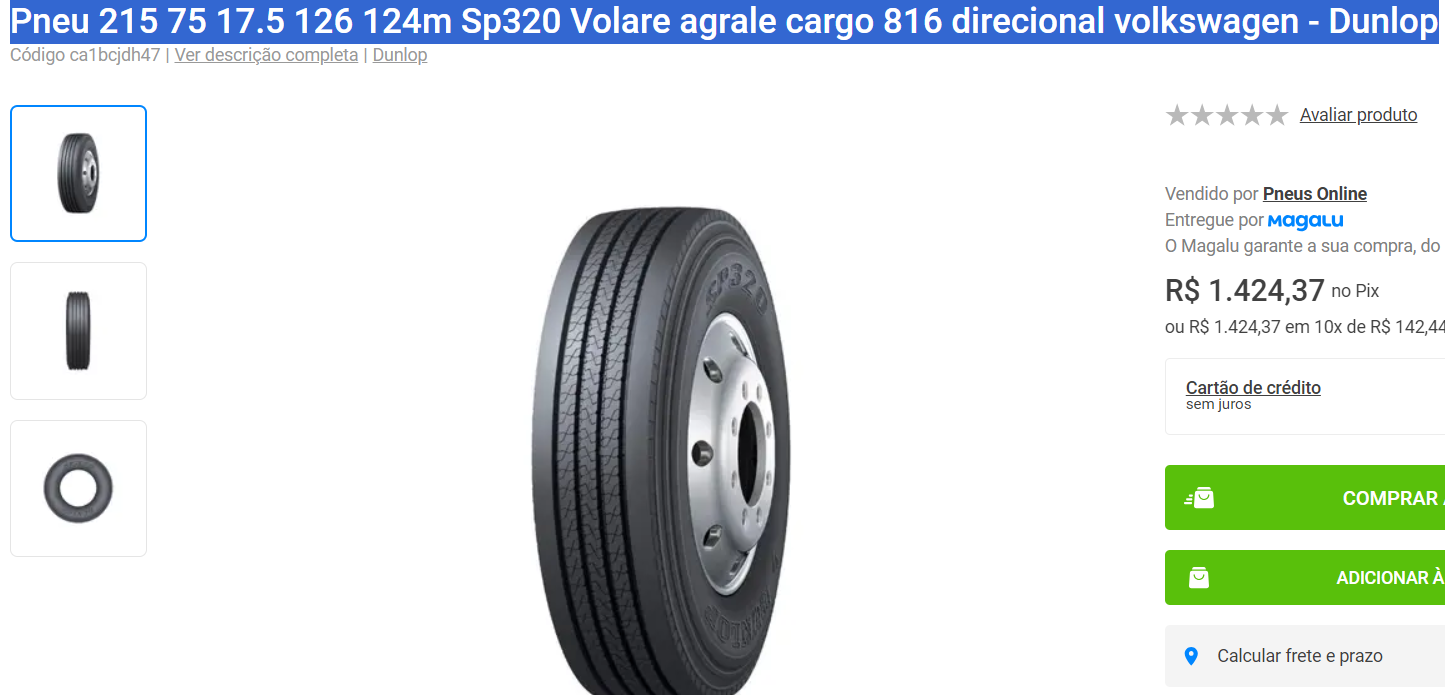 Pneu 215 75 17.5 126 124m Sp320 Volare agrale cargo 816 direcional volkswagen - Dunlop
Código ca1bcjdh47 | Ver descrição completa | Dunlop
Avaliar produto
Vendido por Pneus Online
Entregue por magalu
O Magalu garante a sua compra, do
R$ 1.424,37 no Pix
ou R$ 1.424,37 em 10x de R$ 142,44
Cartão de crédito
sem juros
COMPRAR
ADICIONAR À
Calcular frete e prazo
SP320
DUNLOP